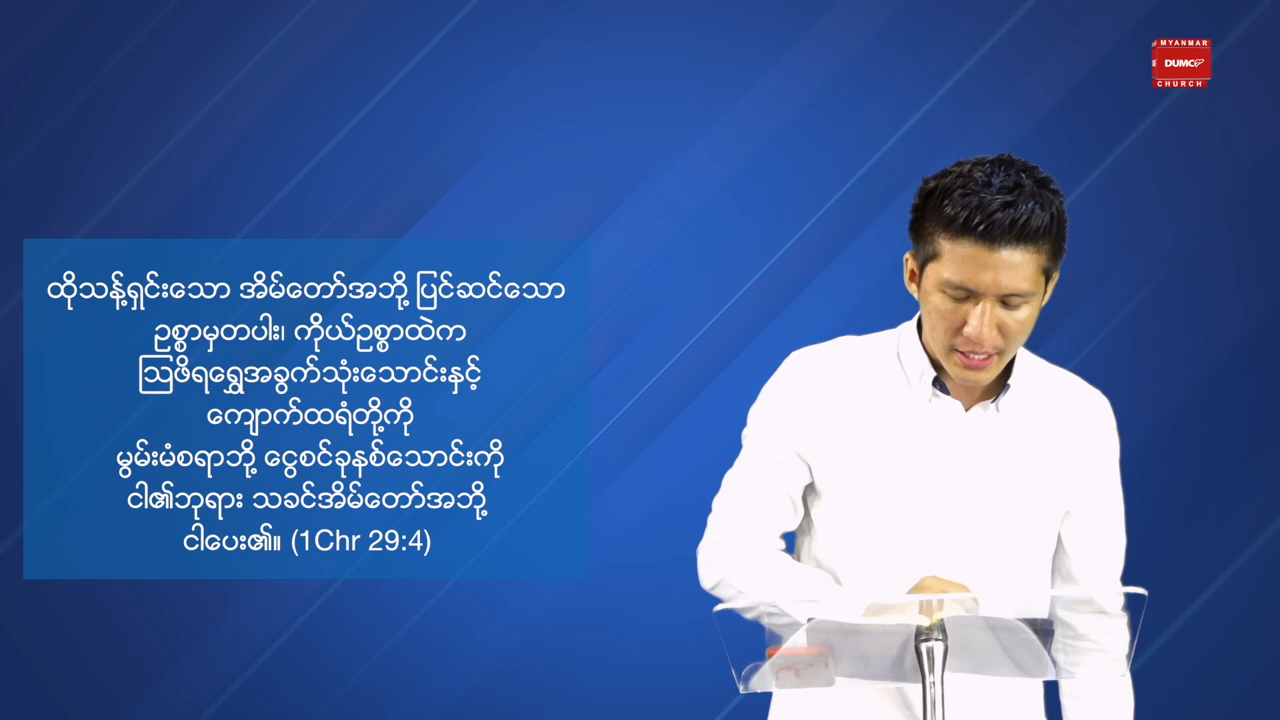 ထိုသန့်ရှင်းသော အိမ်တော်အဘို့ ပြင်ဆင်သော
ဥစ္စာမှတပါး၊ ကိုယ်ဥစ္စာထဲက
ဩဖိရရွှေအခွက်သုံးသောင်းနှင့်
ကျောက်ထရံတို့ကို
မွမ်းမံစရာဘို့ ငွေစင်ခုနစ်သောင်းကို
ငါ၏ဘုရား သခင်အိမ်တော်အဘို့
ငါပေး၏။ (1Chr 29:4)
MYANMAR
DUMC
CHURCH